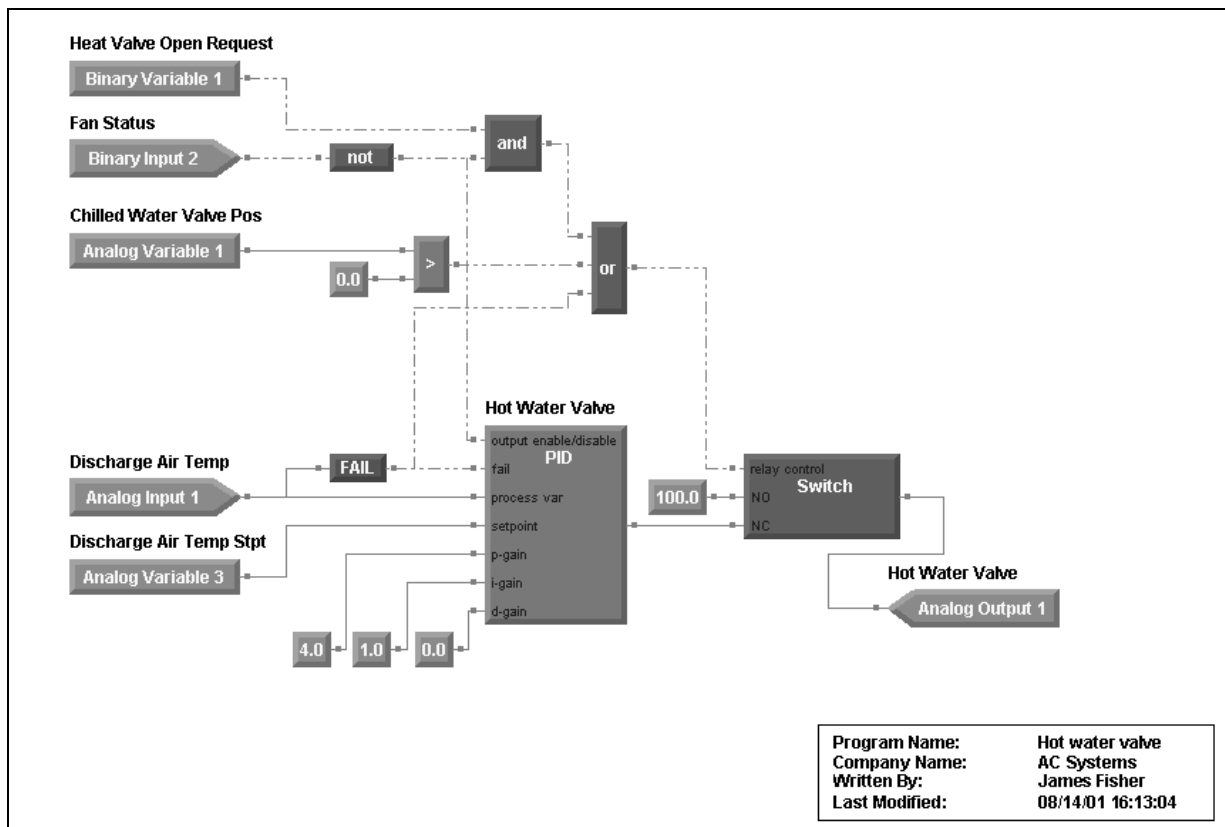 Heat Valve Open Request
Binary Variable 1
Fan Status
Binary Input 2
not
and
Chilled Water Valve Pos
Analog Variable 1
0.0
>
or
Hot Water Valve
output enable/disable
PID
fail
process var
setpoint
p-gain
i-gain
d-gain
Discharge Air Temp
FAIL
Analog Input 1
Discharge Air Temp Stpt
Analog Variable 3
4.0
1.0
0.0
100.0
relay control
Switch
NO
NC
Hot Water Valve
Analog Output 1
Program Name: Hot water valve
Company Name: AC Systems
Written By: James Fisher
Last Modified: 08/14/01 16:13:04